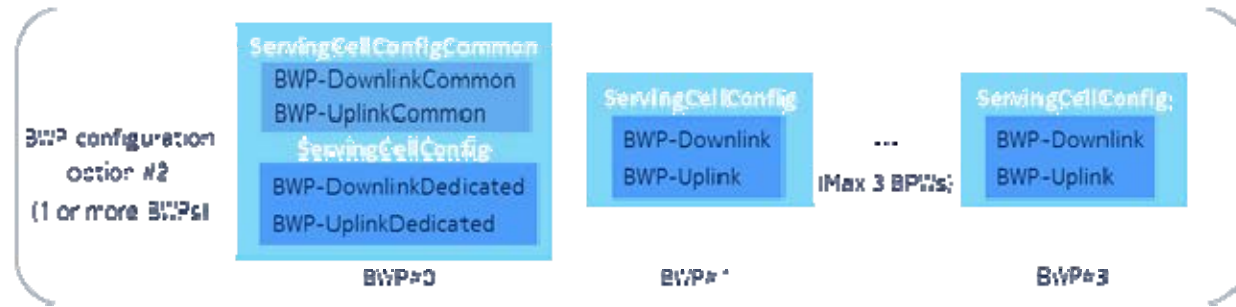 BWP configuration
option #2
(1 or more BWPs)
ServingCellConfigCommon
BWP-DownlinkCommon
BWP-UplinkCommon
ServingCellConfig
BWP-DownlinkDedicated
BWP-UplinkDedicated
BWP#0
ServingCellConfig
BWP-Downlink
BWP-Uplink
BWP#1
...
(Max 3 BPWs)
ServingCellConfig
BWP-Downlink
BWP-Uplink
BWP#3